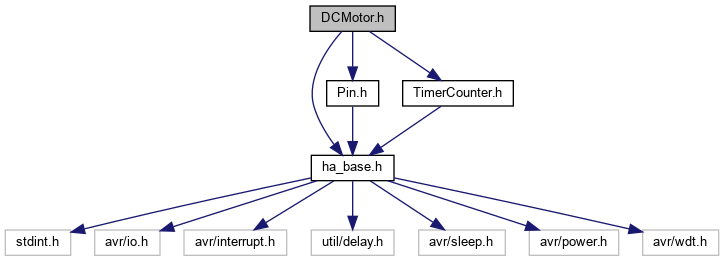 DCMotor.h
Pin.h
TimerCounter.h
ha_base.h
stdint.h
avr/io.h
avr/interrupt.h
util/delay.h
avr/sleep.h
avr/power.h
avr/wdt.h